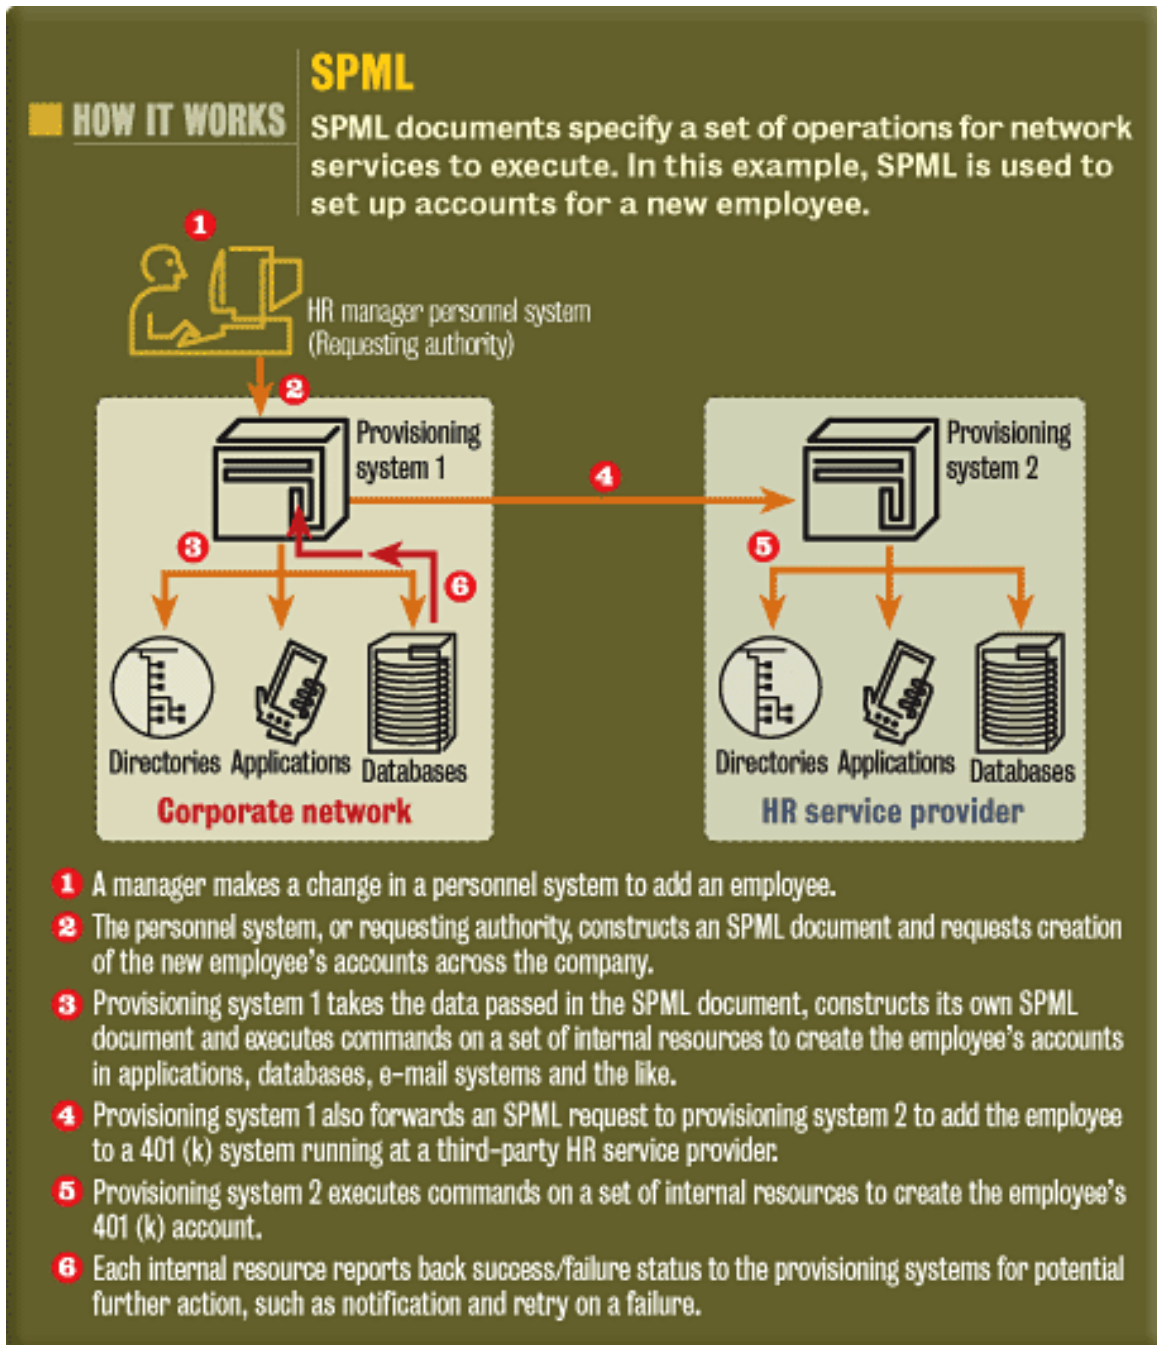 HOW IT WORKS
SPML
SPML documents specify a set of operations for network
services to execute. In this example, SPML is used to
set up accounts for a new employee.
1
HR manager personnel system
(Requesting authority)
2
Provisioning
system 1
4
Provisioning
system 2
3
6
5
Directories Applications Databases
Corporate network
Directories Applications Databases
HR service provider
1 A manager makes a change in a personnel system to add an employee.
2 The personnel system, or requesting authority, constructs an SPML document and requests creation
of the new employee's accounts across the company.
3 Provisioning system 1 takes the data passed in the SPML document, constructs its own SPML
document and executes commands on a set of internal resources to create the employee's accounts
in applications, databases, e-mail systems and the like.
4 Provisioning system 1 also forwards an SPML request to provisioning system 2 to add the employee
to a 401 (k) system running at a third-party HR service provider.
5 Provisioning system 2 executes commands on a set of internal resources to create the employee's
401 (k) account.
6 Each internal resource reports back success/failure status to the provisioning systems for potential
further action, such as notification and retry on a failure.